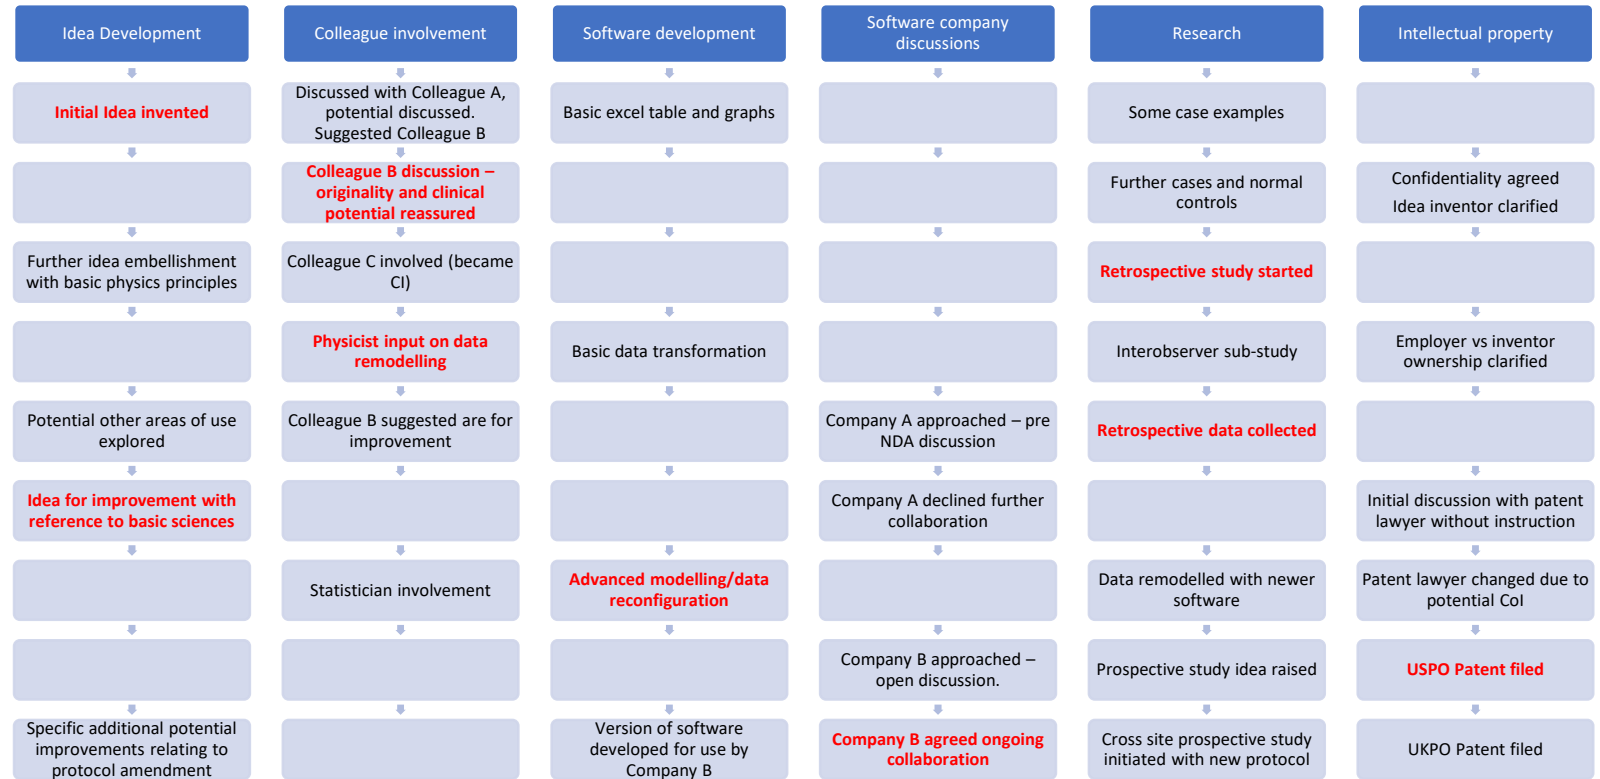 Idea Development
Colleague involvement
Software development
Software company
discussions
Research
Intellectual property
Initial Idea invented
Discussed with Colleague A,
potential discussed.
Suggested Colleague B
Basic excel table and graphs
Some case examples
Colleague B discussion –
originality and clinical
potential reassured
Further cases and normal
controls
Confidentiality agreed
Idea inventor clarified
Further idea embellishment
with basic physics principles
Colleague C involved (became
CI)
Retrospective study started
Physicist input on data
remodelling
Basic data transformation
Interobserver sub-study
Employer vs inventor
ownership clarified
Potential other areas of use
explored
Colleague B suggested are for
improvement
Company A approached – pre
NDA discussion
Retrospective data collected
Idea for improvement with
reference to basic sciences
Company A declined further
collaboration
Initial discussion with patent
lawyer without instruction
Statistician involvement
Advanced modelling/data
reconfiguration
Data remodelled with newer
software
Patent lawyer changed due to
potential CoI
Company B approached –
open discussion.
Prospective study idea raised
USPO Patent filed
Specific additional potential
improvements relating to
protocol amendment
Version of software
developed for use by
Company B
Company B agreed ongoing
collaboration
Cross site prospective study
initiated with new protocol
UKPO Patent filed